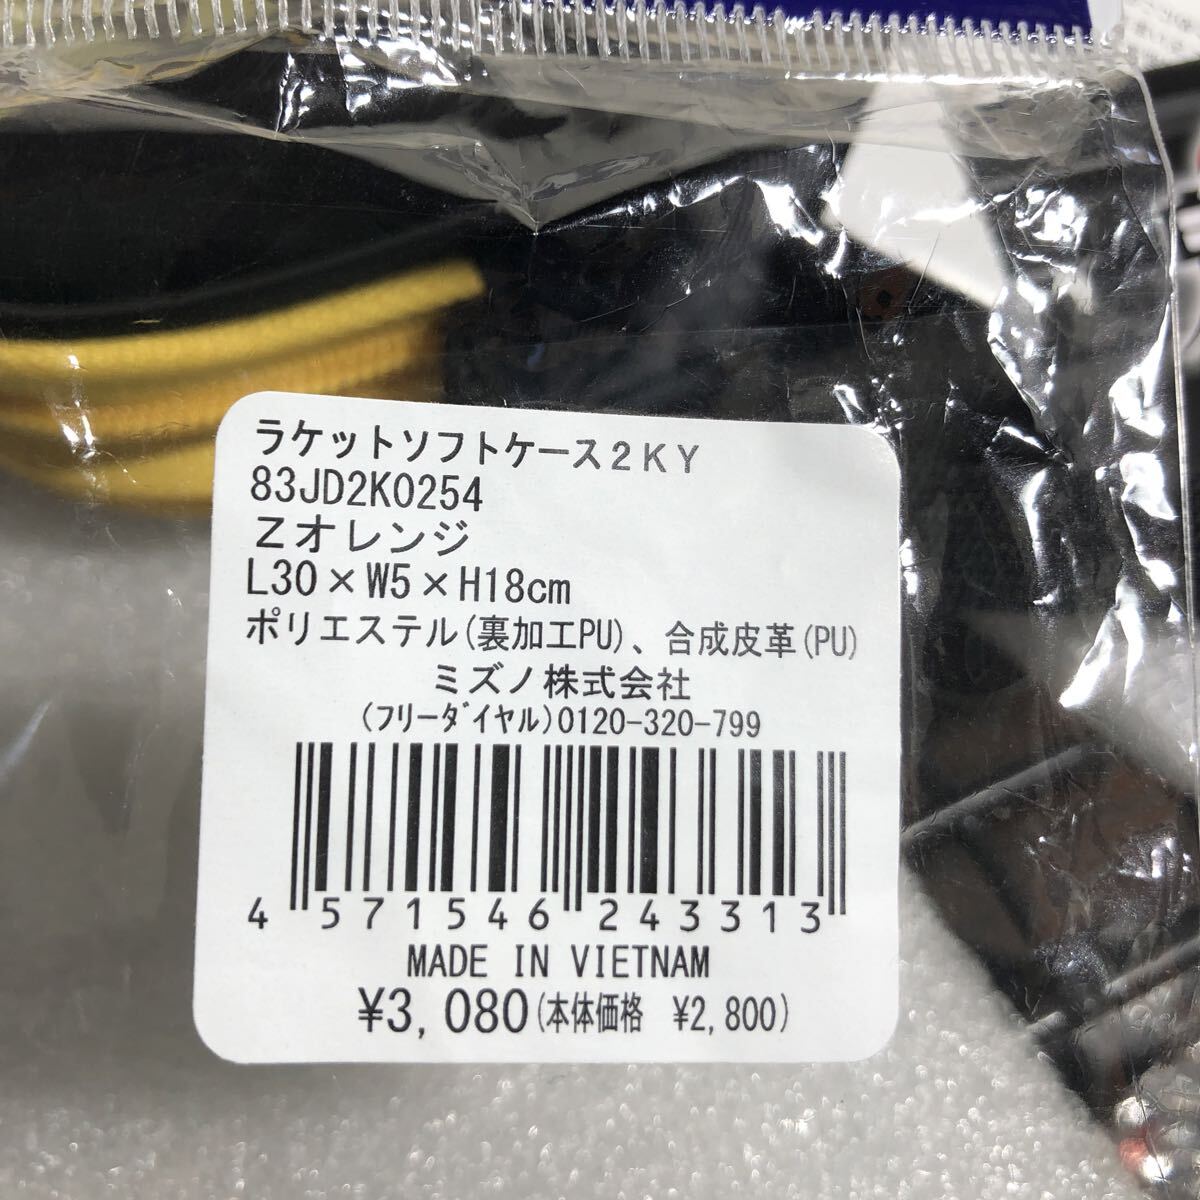 ラケットソフトケース2KY
83JD2K0254
Zオレンジ
L30×W5×H18cm
ポリエステル(裏加工PU)、合成皮革(PU)
ミズノ株式会社
(フリーダイヤル)0120-320-799
4 571546 243313
MADE IN VIETNAM
¥3,080(本体価格 ¥2,800)